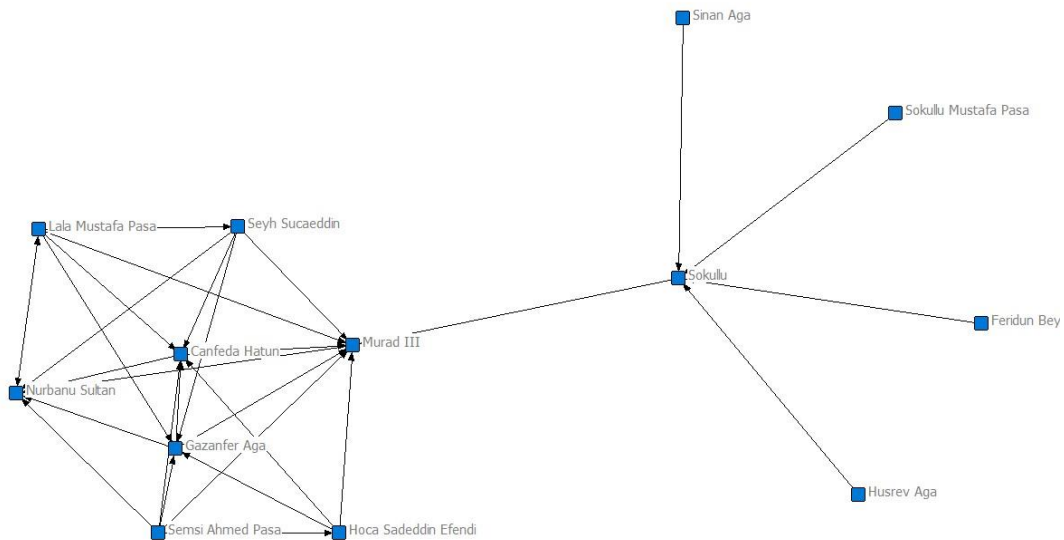 Sinan Aga
Sokullu Mustafa Pasa
Lala Mustafa Pasa
Seyh Sucaeddin
Sokullu
Feridun Bey
Murad III
Canfeda Hatun
Nurbanu Sultan
Gazanfer Aga
Husrev Aga
Semsi Ahmed Pasa
Hoca Sadeddin Efendi